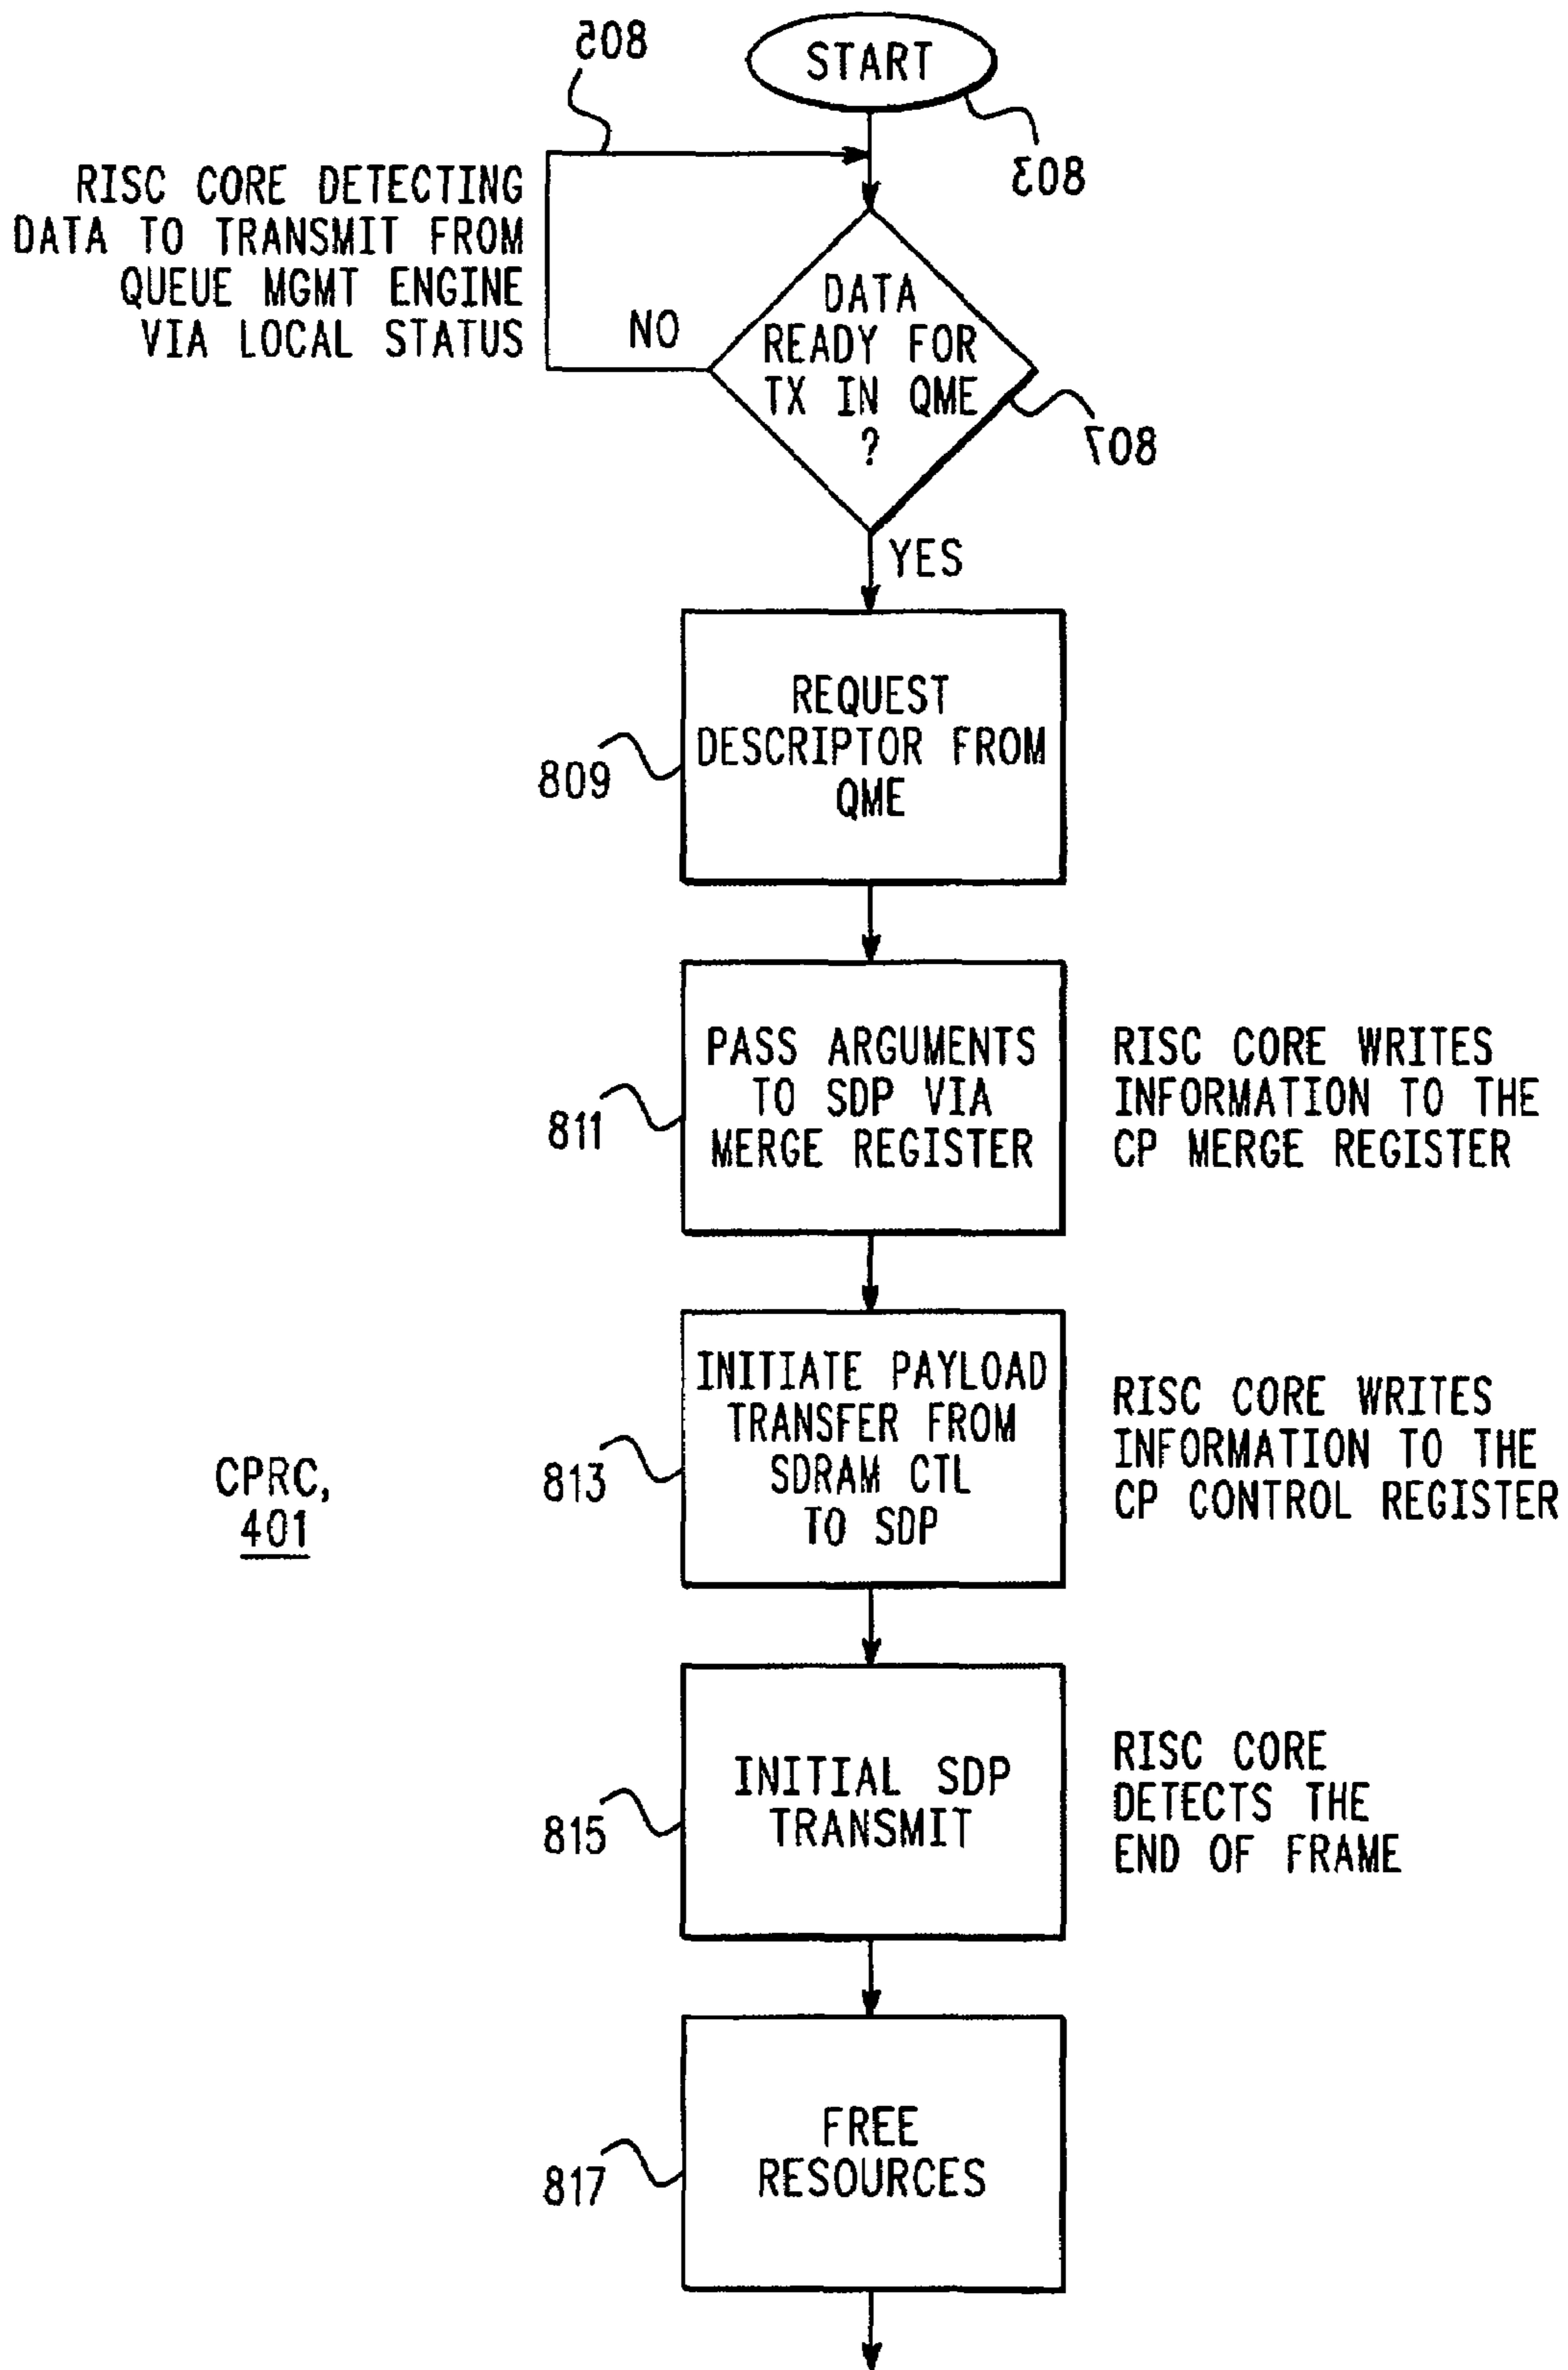 START
803
805
RISC CORE DETECTING
DATA TO TRANSMIT FROM
QUEUE MGMT ENGINE
VIA LOCAL STATUS
NO
DATA
READY FOR
TX IN QME
?
807
YES
REQUEST
DESCRIPTOR FROM
QME
809
PASS ARGUMENTS
TO SDP VIA
MERGE REGISTER
811
RISC CORE WRITES
INFORMATION TO THE
CP MERGE REGISTER
INITIATE PAYLOAD
TRANSFER FROM
SDRAM CTL
TO SDP
813
RISC CORE WRITES
INFORMATION TO THE
CP CONTROL REGISTER
CPRC,
401
INITIAL SDP
TRANSMIT
815
RISC CORE
DETECTS THE
END OF FRAME
FREE
RESOURCES
817